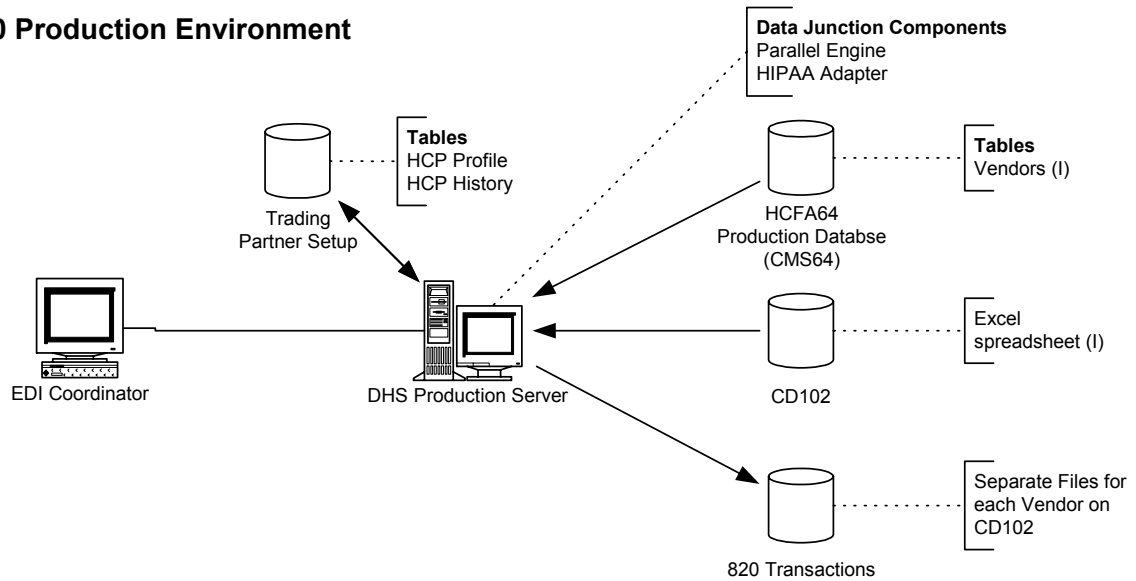 0 Production Environment
Data Junction Components
Parallel Engine
HIPAA Adapter
Tables
HCP Profile
HCP History
Trading
Partner Setup
Tables
Vendors (I)
HCFA64
Production Databse
(CMS64)
EDI Coordinator
DHS Production Server
Excel
spreadsheet (I)
CD102
Separate Files for
each Vendor on
CD102
820 Transactions